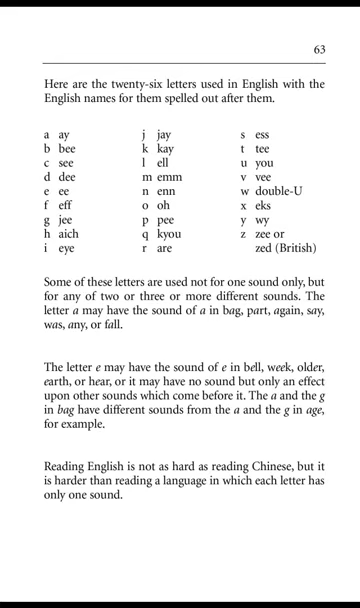 63
Here are the twenty-six letters used in English with the
English names for them spelled out after them.
a ay j jay s ess
b bee k kay t tee
c see l ell u you
d dee m emm v vee
e ee n enn w double-U
f eff o oh x eks
g jee p pee y wy
h aich q kyou z zee or
i eye r are zed (British)
Some of these letters are used not for one sound only, but
for any of two or three or more different sounds. The
letter a may have the sound of a in bag, part, again, say,
was, any, or fall.
The letter e may have the sound of e in bell, week, older,
earth, or hear, or it may have no sound but only an effect
upon other sounds which come before it. The a and the g
in bag have different sounds from the a and the g in age,
for example.
Reading English is not as hard as reading Chinese, but it
is harder than reading a language in which each letter has
only one sound.